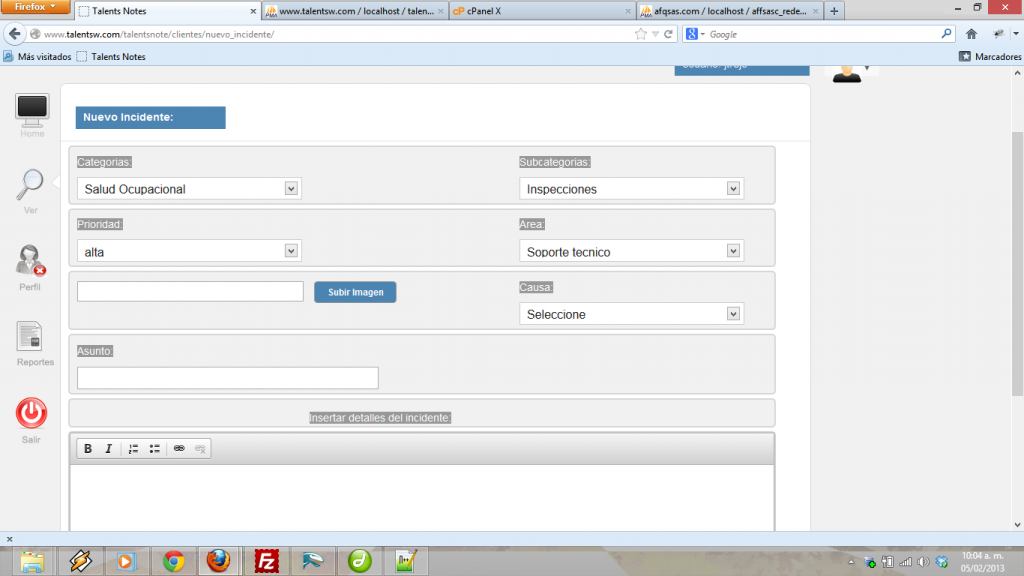 Firefox
Talents Notes
www.talentsw.com / localhost / talen...
cPanel X
afqsas.com / localhost / affsasc_rede...
www.talentsw.com/talentsnote/clientes/nuevo_incidente/
Google
Más visitados
Talents Notes
Marcadores
Home
Ver
Perfil
Reportes
Salir
Nuevo Incidente:
Categorias:
Subcategorias:
Salud Ocupacional
Inspecciones
Prioridad:
Area:
alta
Soporte tecnico
Subir Imagen
Causa:
Seleccione
Asunto:
Insertar detalles del incidente
B I
10:04 a. m.
05/02/2013